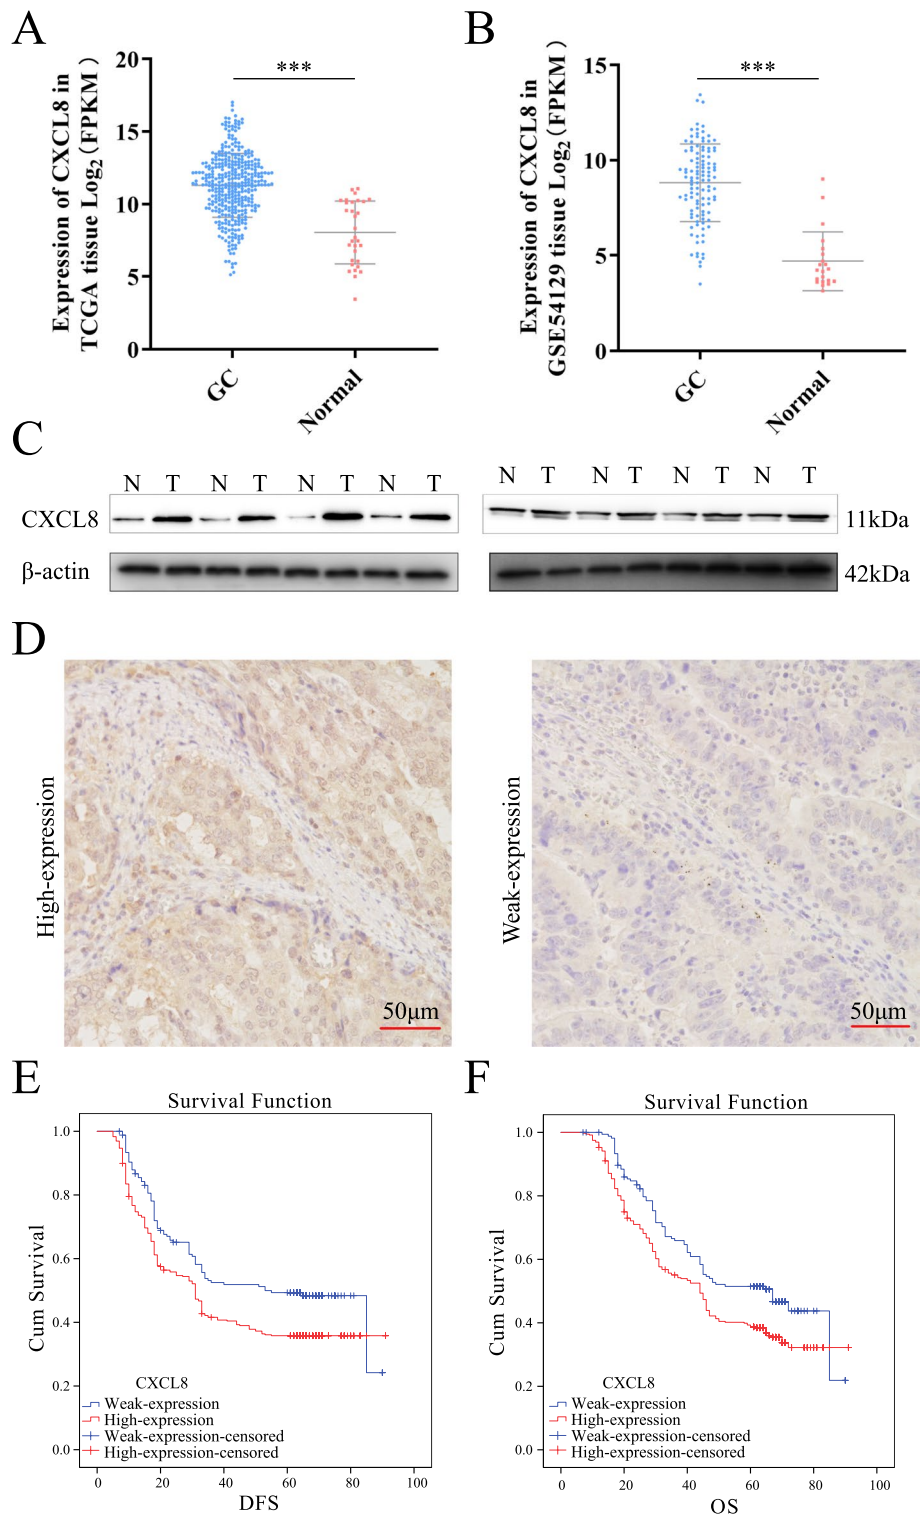 A
Expression of CXCL8 in
TCGA tissue Log2(FPKM)
20
15
10
5
0
***
GC
Normal
B
Expression of CXCL8 in
GSE54129 tissue Log2(FPKM)
15
10
5
0
***
GC
Normal
C
N T N T N T N T
N T N T N T N T
CXCL8
11kDa
β-actin
42kDa
D
High-expression
50μm
Weak-expression
50μm
E
Survival Function
Cum Survival
1.0
0.8
0.6
0.4
0.2
0.0
CXCL8
Weak-expression
High-expression
Weak-expression-censored
High-expression-censored
0 20 40 60 80 100
DFS
F
Survival Function
Cum Survival
1.0
0.8
0.6
0.4
0.2
0.0
CXCL8
Weak-expression
High-expression
Weak-expression-censored
High-expression-censored
0 20 40 60 80 100
OS